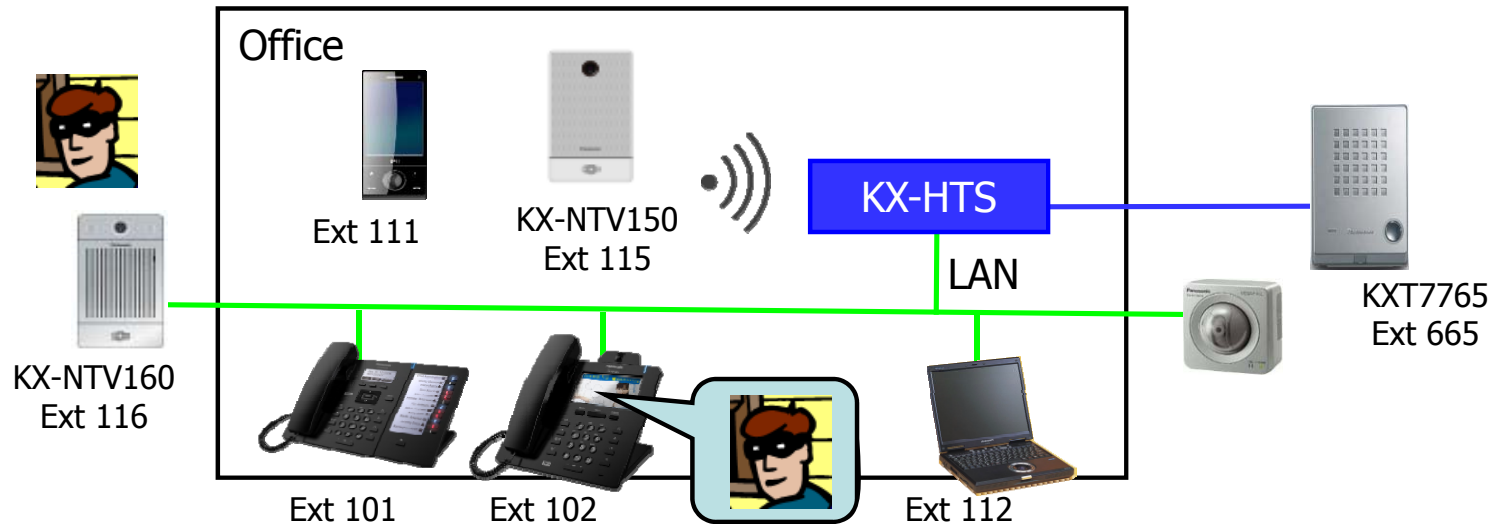 Office
Ext 111
KX-NTV150
Ext 115
KX-HTS
LAN
KX-NTV160
Ext 116
KXT7765
Ext 665
Panasonic
Ext 101
Ext 102
Ext 112